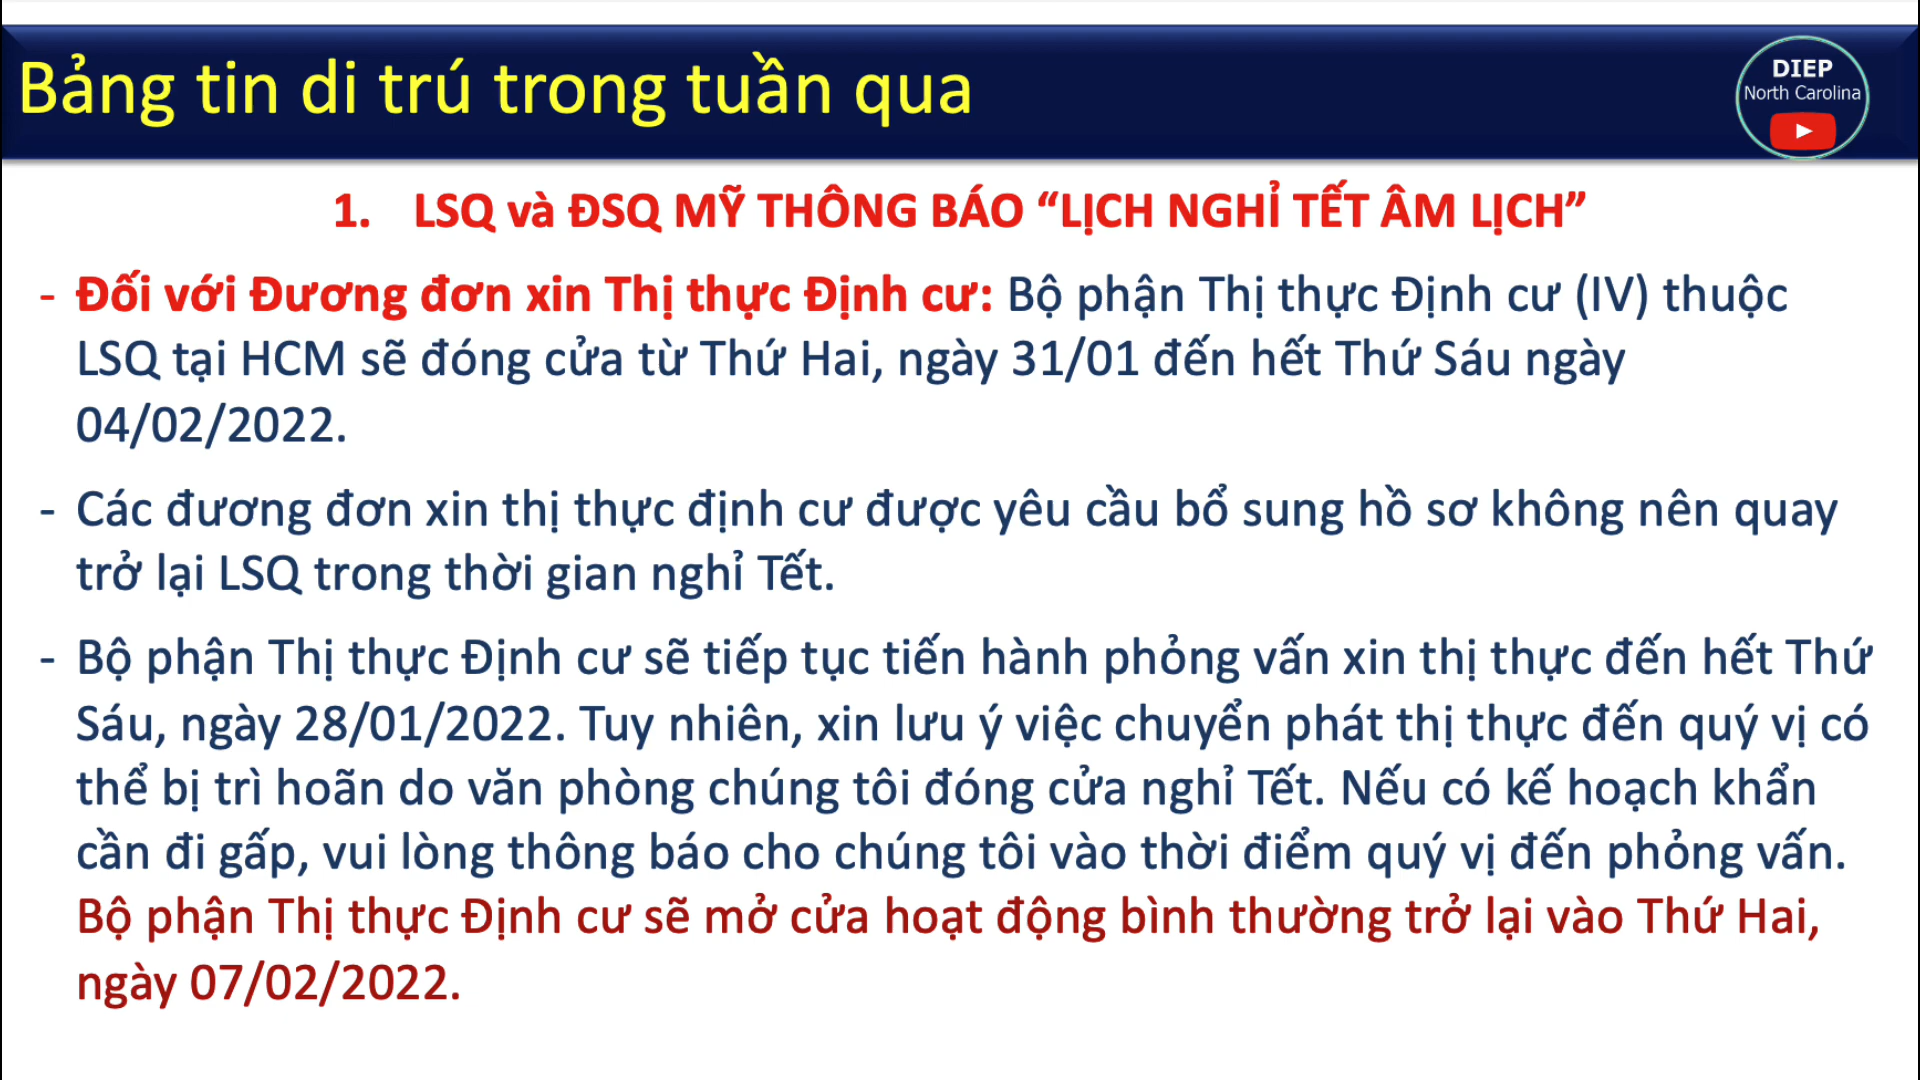 Bảng tin di trú trong tuần qua
DIEP
North Carolina
1. LSQ và ĐSQ MỸ THÔNG BÁO “LỊCH NGHỈ TẾT ÂM LỊCH”
- Đối với Đương đơn xin Thị thực Định cư: Bộ phận Thị thực Định cư (IV) thuộc
LSQ tại HCM sẽ đóng cửa từ Thứ Hai, ngày 31/01 đến hết Thứ Sáu ngày
04/02/2022.
- Các đương đơn xin thị thực định cư được yêu cầu bổ sung hồ sơ không nên quay
trở lại LSQ trong thời gian nghỉ Tết.
- Bộ phận Thị thực Định cư sẽ tiếp tục tiến hành phỏng vấn xin thị thực đến hết Thứ
Sáu, ngày 28/01/2022. Tuy nhiên, xin lưu ý việc chuyển phát thị thực đến quý vị có
thể bị trì hoãn do văn phòng chúng tôi đóng cửa nghỉ Tết. Nếu có kế hoạch khẩn
cần đi gấp, vui lòng thông báo cho chúng tôi vào thời điểm quý vị đến phỏng vấn.
Bộ phận Thị thực Định cư sẽ mở cửa hoạt động bình thường trở lại vào Thứ Hai,
ngày 07/02/2022.